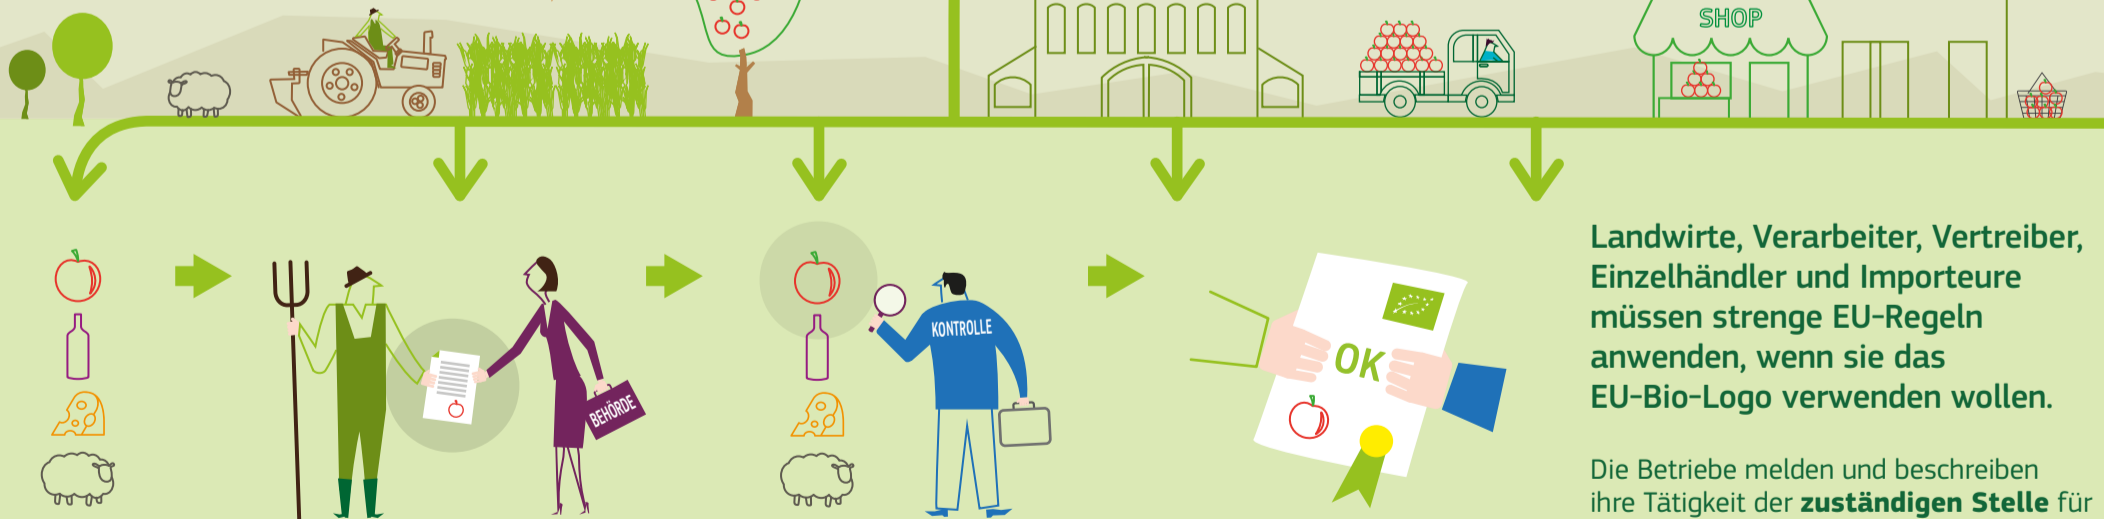 SHOP
BEHÖRDE
KONTROLLE
OK
Landwirte, Verarbeiter, Vertreiber,
Einzelhändler und Importeure
müssen strenge EU-Regeln
anwenden, wenn sie das
EU-Bio-Logo verwenden wollen.
Die Betriebe melden und beschreiben
ihre Tätigkeit der zuständigen Stelle für